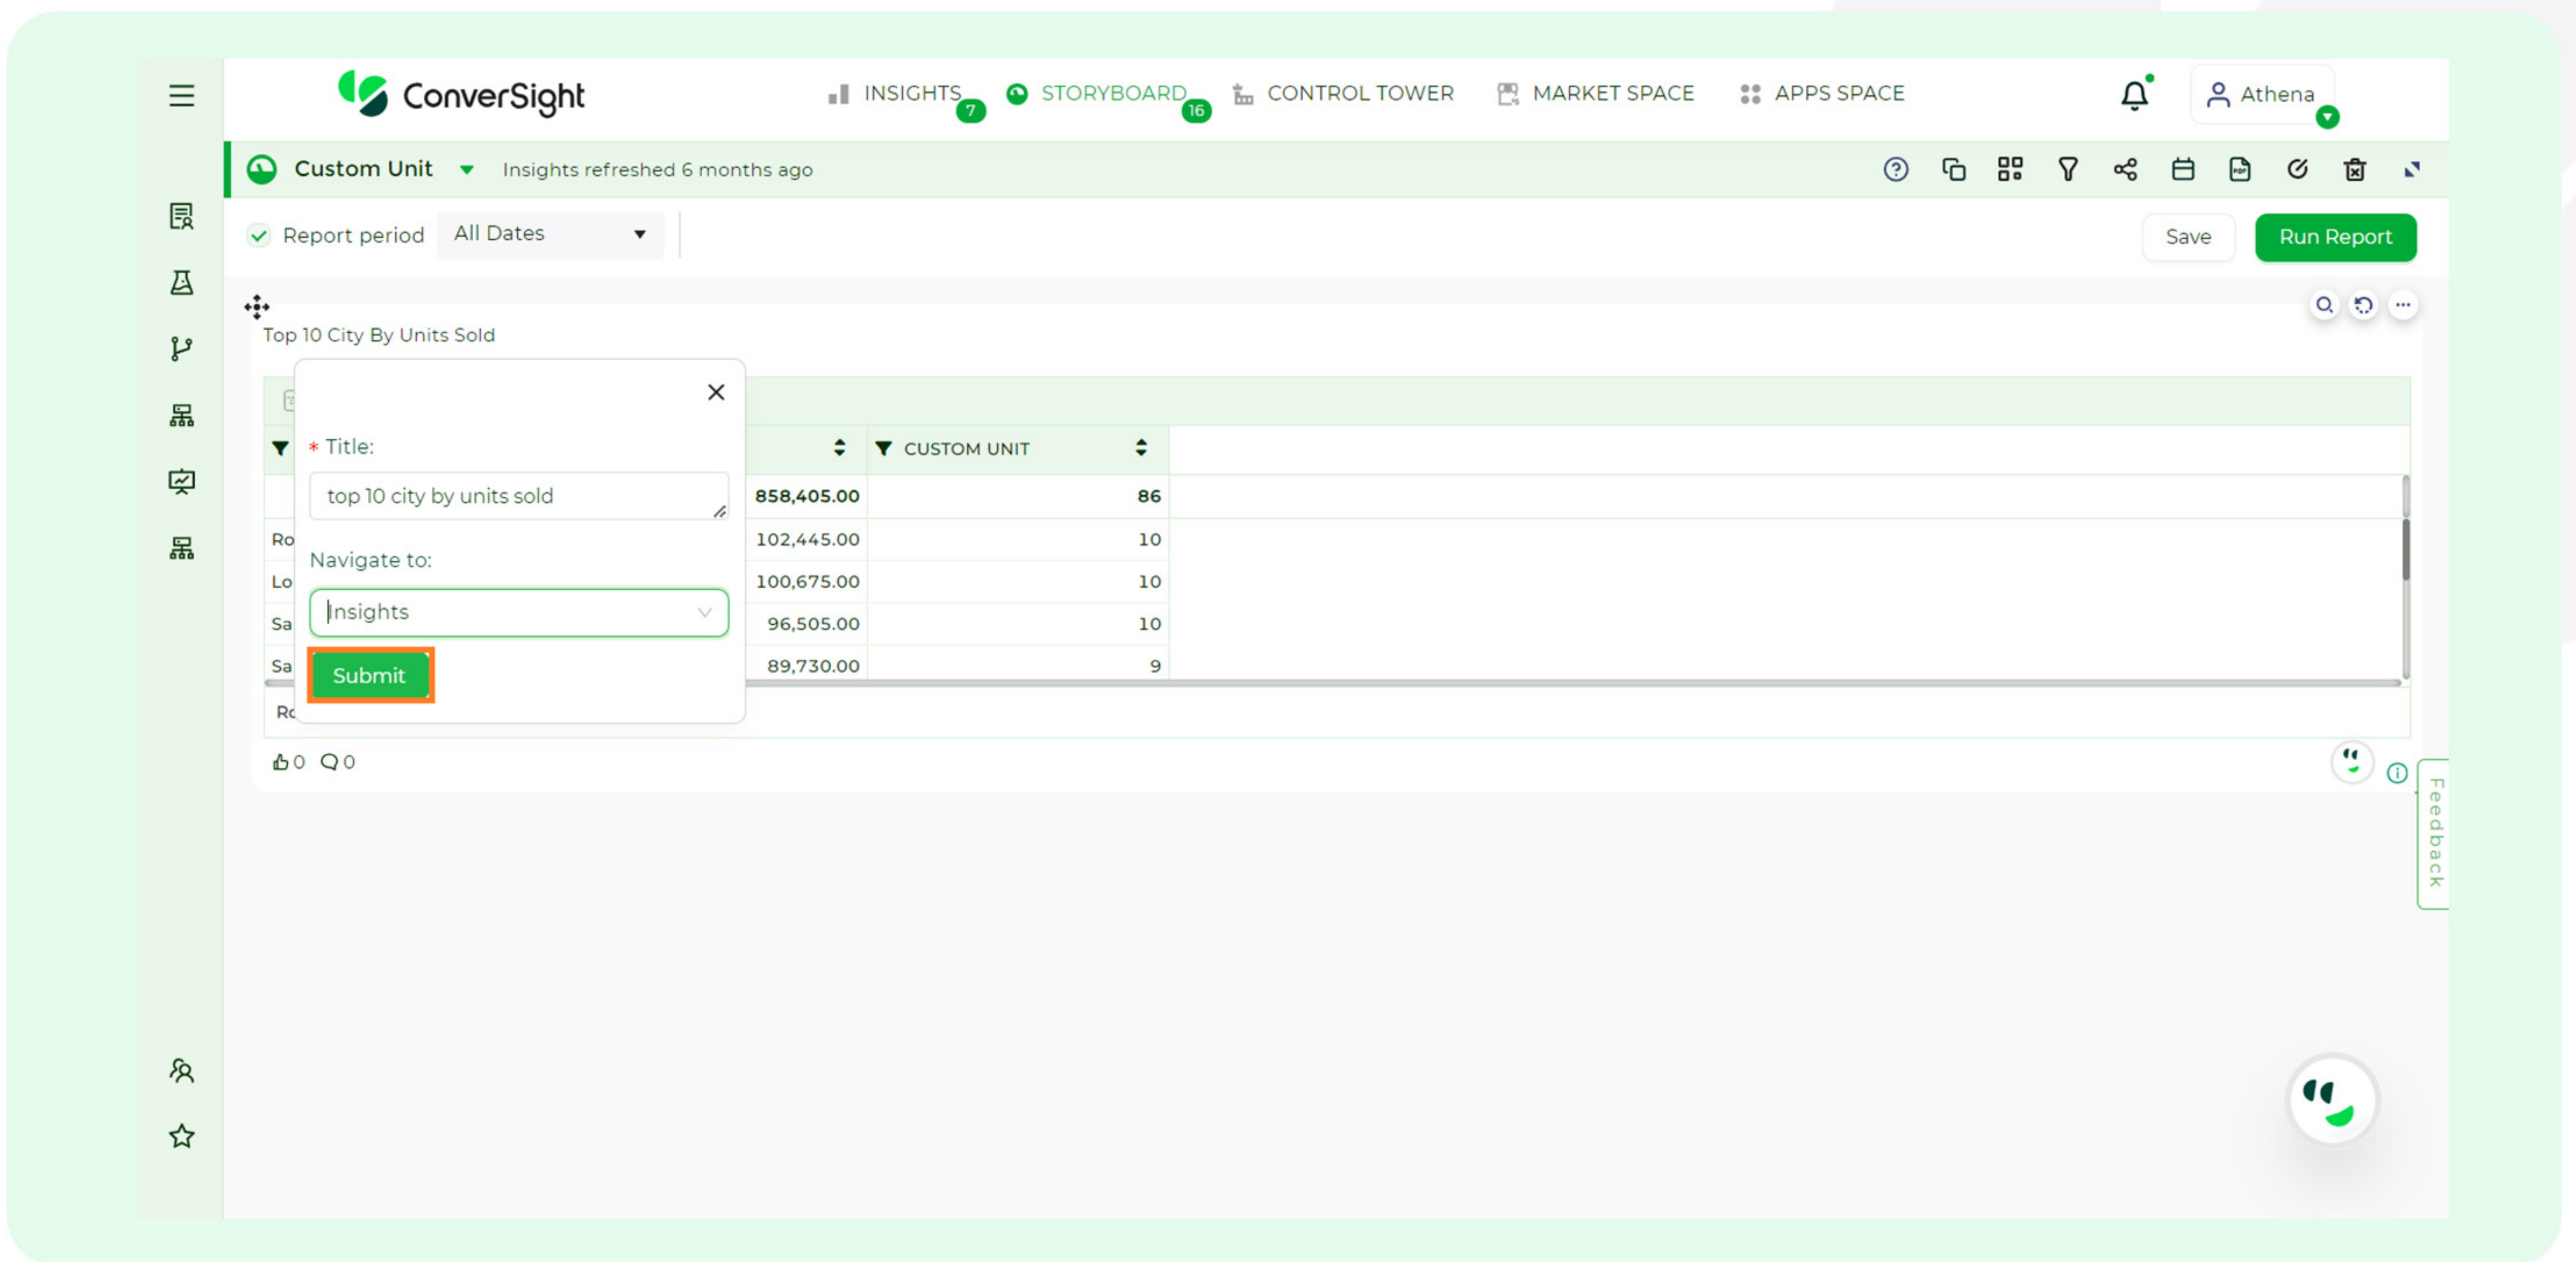 ConverSight
INSIGHTS 7
STORYBOARD 16
CONTROL TOWER
MARKET SPACE
APPS SPACE
Athena
Custom Unit
Insights refreshed 6 months ago
PDF
Report period
All Dates
Save
Run Report
Top 10 City By Units Sold
* Title:
CUSTOM UNIT
top 10 city by units sold
858,405.00 86
Ro 102,445.00 10
Navigate to:
Lo 100,675.00 10
Insights
Sa 96,505.00 10
Sa 89,730.00 9
Submit
Ro
0 0
Feedback